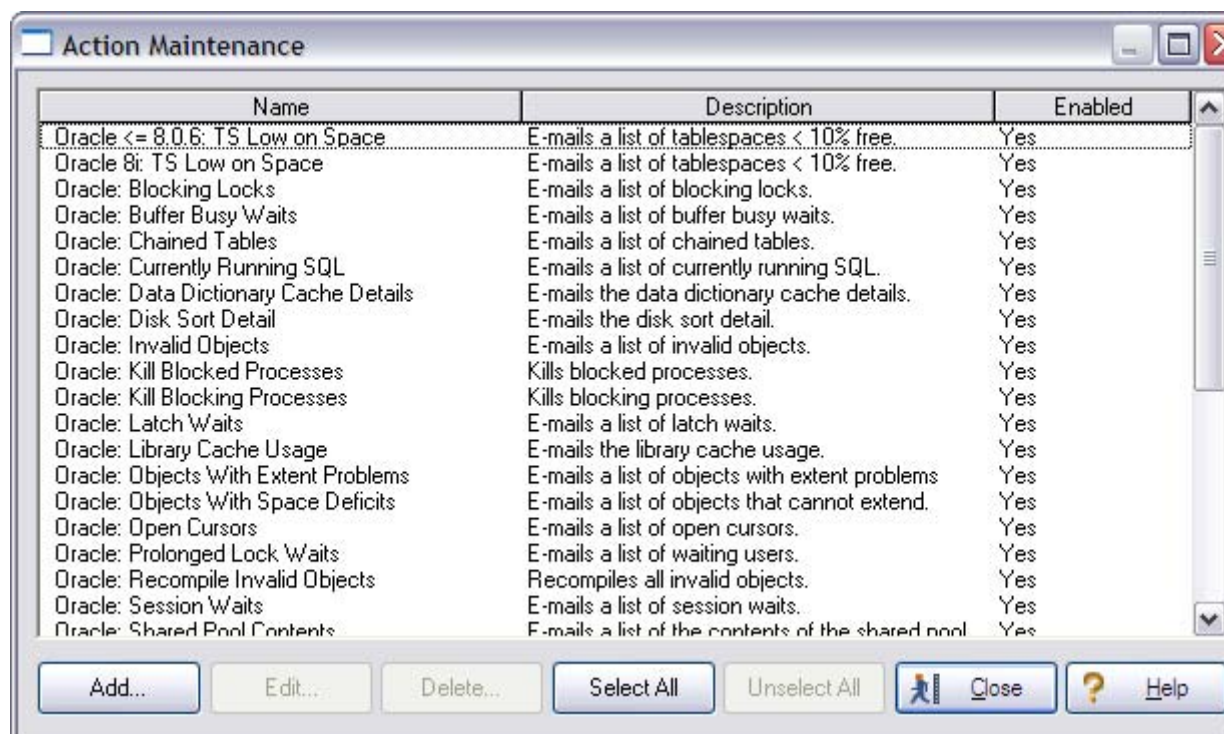 Action Maintenance
Name Description Enabled
Oracle <= 8.0.6: TS Low on Space E-mails a list of tablespaces < 10% free. Yes
Oracle 8i: TS Low on Space E-mails a list of tablespaces < 10% free. Yes
Oracle: Blocking Locks E-mails a list of blocking locks. Yes
Oracle: Buffer Busy Waits E-mails a list of buffer busy waits. Yes
Oracle: Chained Tables E-mails a list of chained tables. Yes
Oracle: Currently Running SQL E-mails a list of currently running SQL. Yes
Oracle: Data Dictionary Cache Details E-mails the data dictionary cache details. Yes
Oracle: Disk Sort Detail E-mails the disk sort detail. Yes
Oracle: Invalid Objects E-mails a list of invalid objects. Yes
Oracle: Kill Blocked Processes Kills blocked processes. Yes
Oracle: Kill Blocking Processes Kills blocking processes. Yes
Oracle: Latch Waits E-mails a list of latch waits. Yes
Oracle: Library Cache Usage E-mails the library cache usage. Yes
Oracle: Objects With Extent Problems E-mails a list of objects with extent problems Yes
Oracle: Objects With Space Deficits E-mails a list of objects that cannot extend. Yes
Oracle: Open Cursors E-mails a list of open cursors. Yes
Oracle: Prolonged Lock Waits E-mails a list of waiting users. Yes
Oracle: Recompile Invalid Objects Recompiles all invalid objects. Yes
Oracle: Session Waits E-mails a list of session waits. Yes
Oracle: Shared Pool Contents E-mails a list of the contents of the shared pool Yes
Add... Edit... Delete... Select All Unselect All Close Help